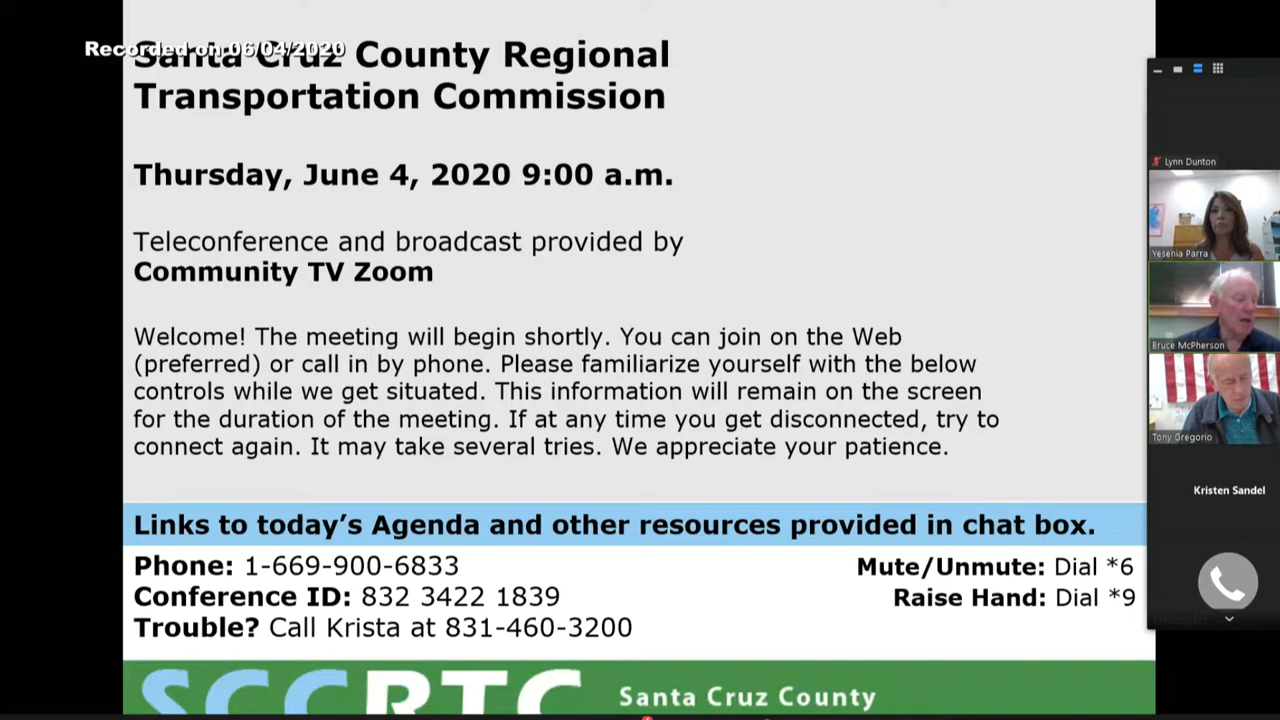 Recorded on 06/04/2020
Santa Cruz County Regional
Transportation Commission
Thursday, June 4, 2020 9:00 a.m.
Teleconference and broadcast provided by
Community TV Zoom
Welcome! The meeting will begin shortly. You can join on the Web
(preferred) or call in by phone. Please familiarize yourself with the below
controls while we get situated. This information will remain on the screen
for the duration of the meeting. If at any time you get disconnected, try to
connect again. It may take several tries. We appreciate your patience.
Links to today's Agenda and other resources provided in chat box.
Phone: 1-669-900-6833
Conference ID: 832 3422 1839
Trouble? Call Krista at 831-460-3200
Mute/Unmute: Dial *6
Raise Hand: Dial *9
SCCRTC
Santa Cruz County
Lynn Dunton
Yesenia Parra
Bruce McPherson
Tony Gregorio
Kristen Sandel